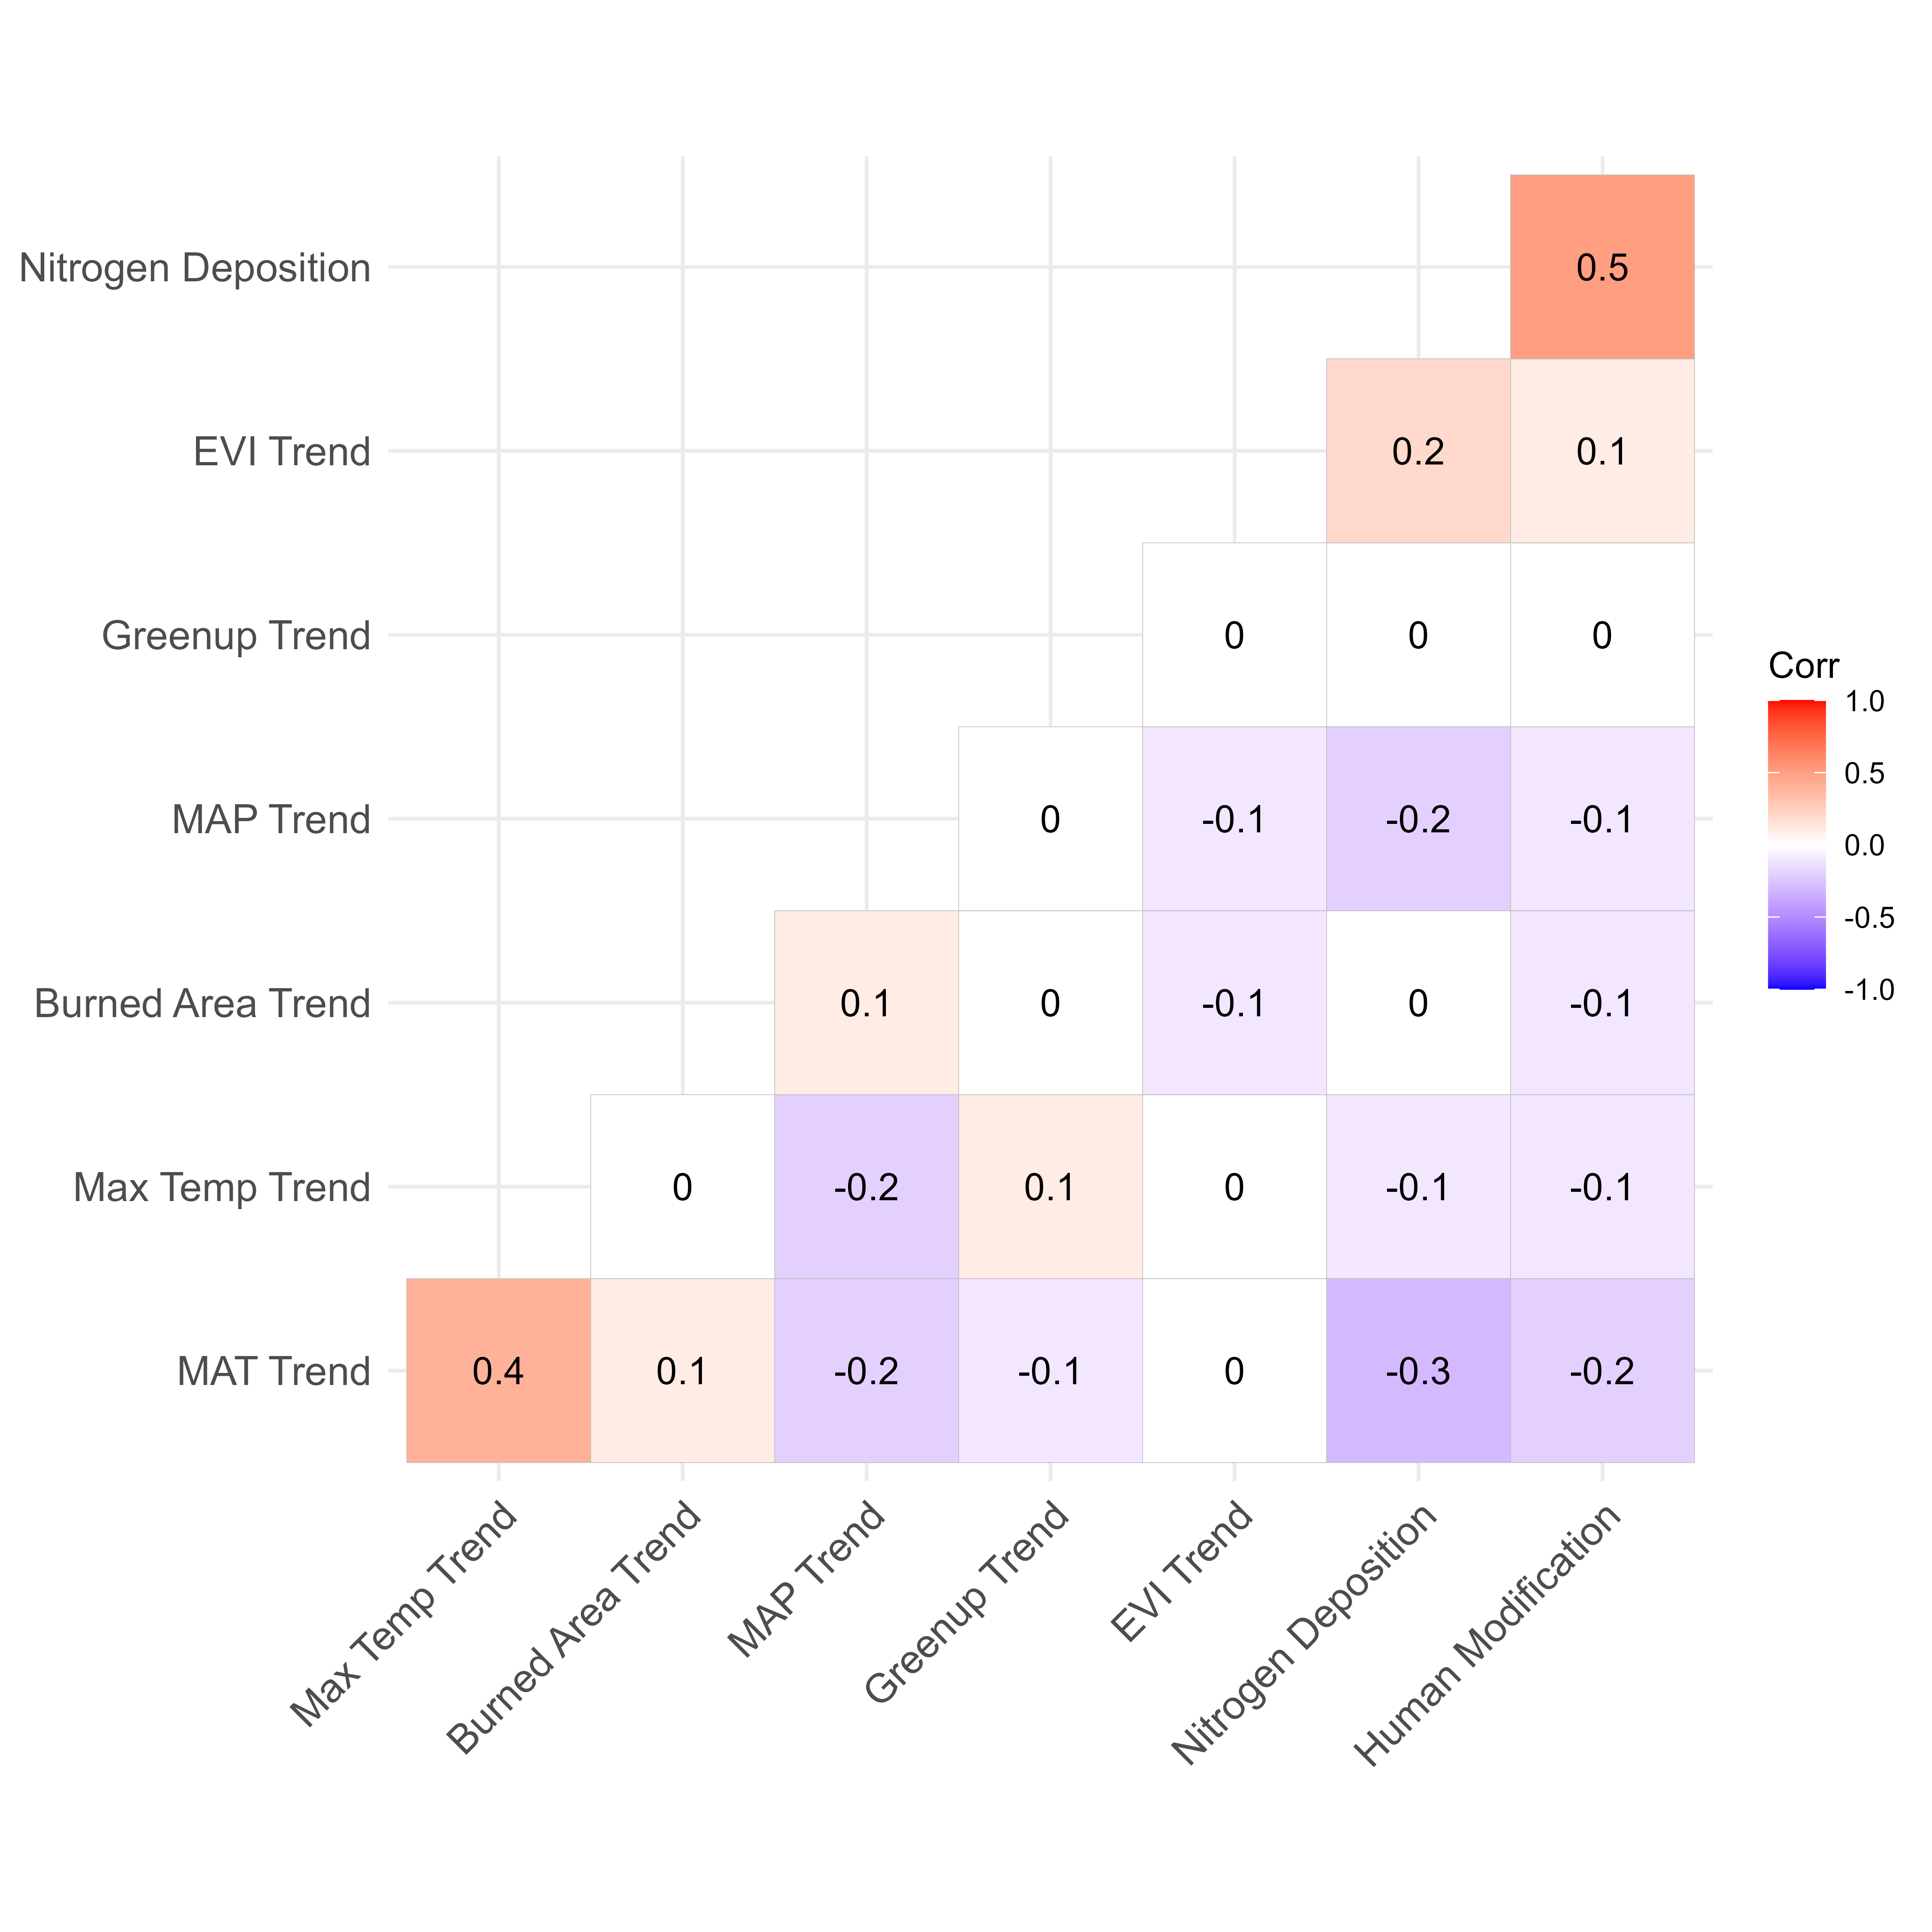 Nitrogen Deposition
0.5
EVI Trend
0.2 0.1
Greenup Trend
0 0 0
MAP Trend
0 -0.1 -0.2 -0.1
Burned Area Trend
0.1 0 -0.1 0 -0.1
Max Temp Trend
0 -0.2 0.1 0 -0.1 -0.1
MAT Trend
0.4 0.1 -0.2 -0.1 0 -0.3 -0.2
Max Temp Trend
Burned Area Trend
MAP Trend
Greenup Trend
EVI Trend
Nitrogen Deposition
Human Modification
Corr
1.0
0.5
0.0
-0.5
-1.0